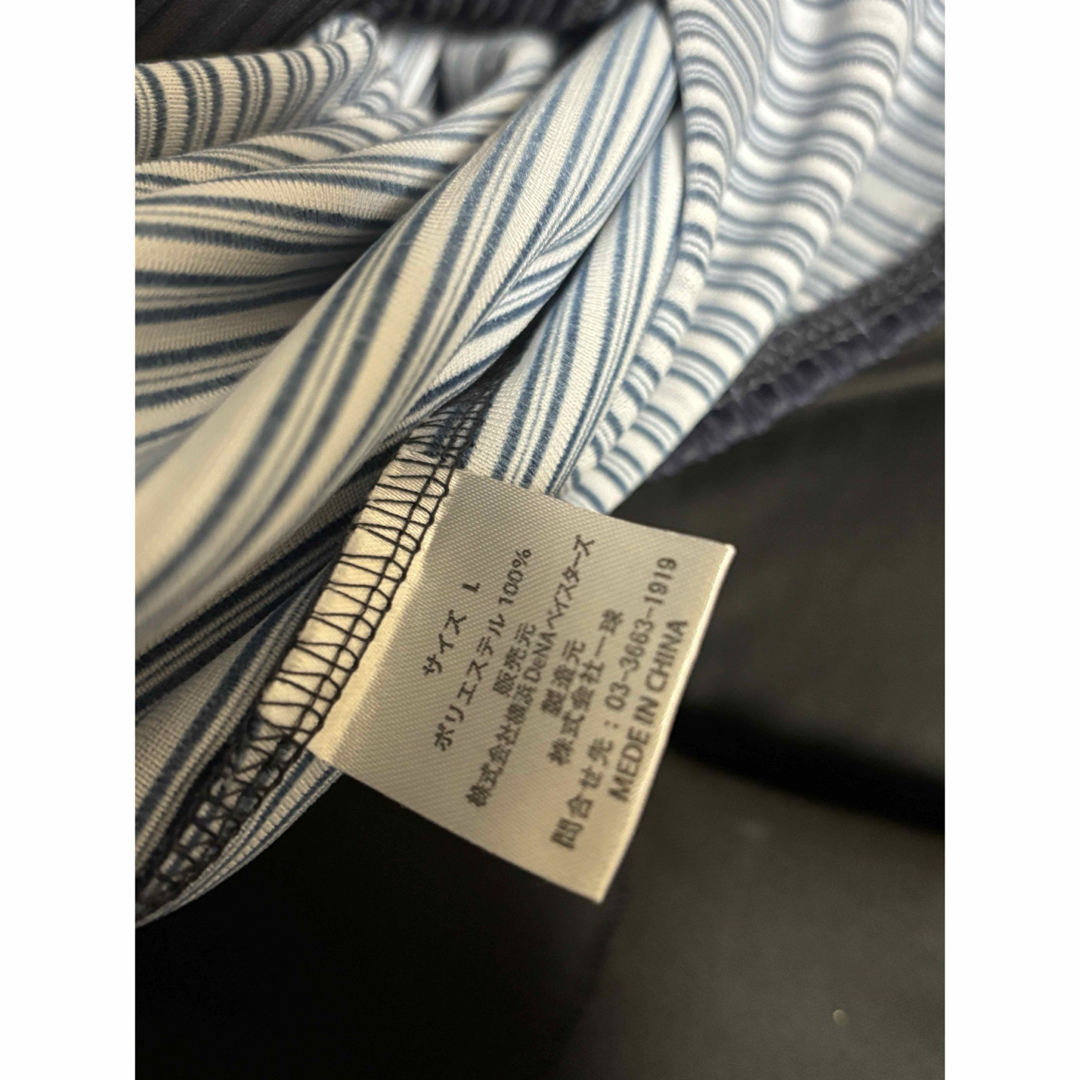 サイズ L
ポリエステル 100%
販売元
株式会社横浜DeNAベイスターズ
製造元
株式会社一球
問合せ先：03-3663-1919
MEDE IN CHINA